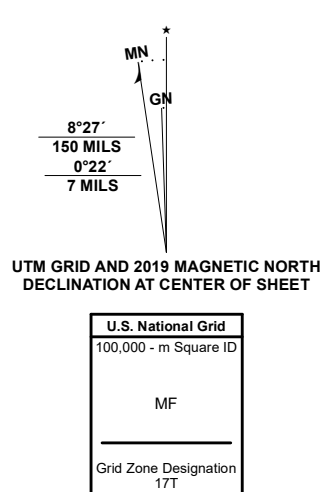 MN
GN
8°27´
150 MILS
0°22´
7 MILS
UTM GRID AND 2019 MAGNETIC NORTH
DECLINATION AT CENTER OF SHEET
U.S. National Grid
100,000 - m Square ID
MF
Grid Zone Designation
17T